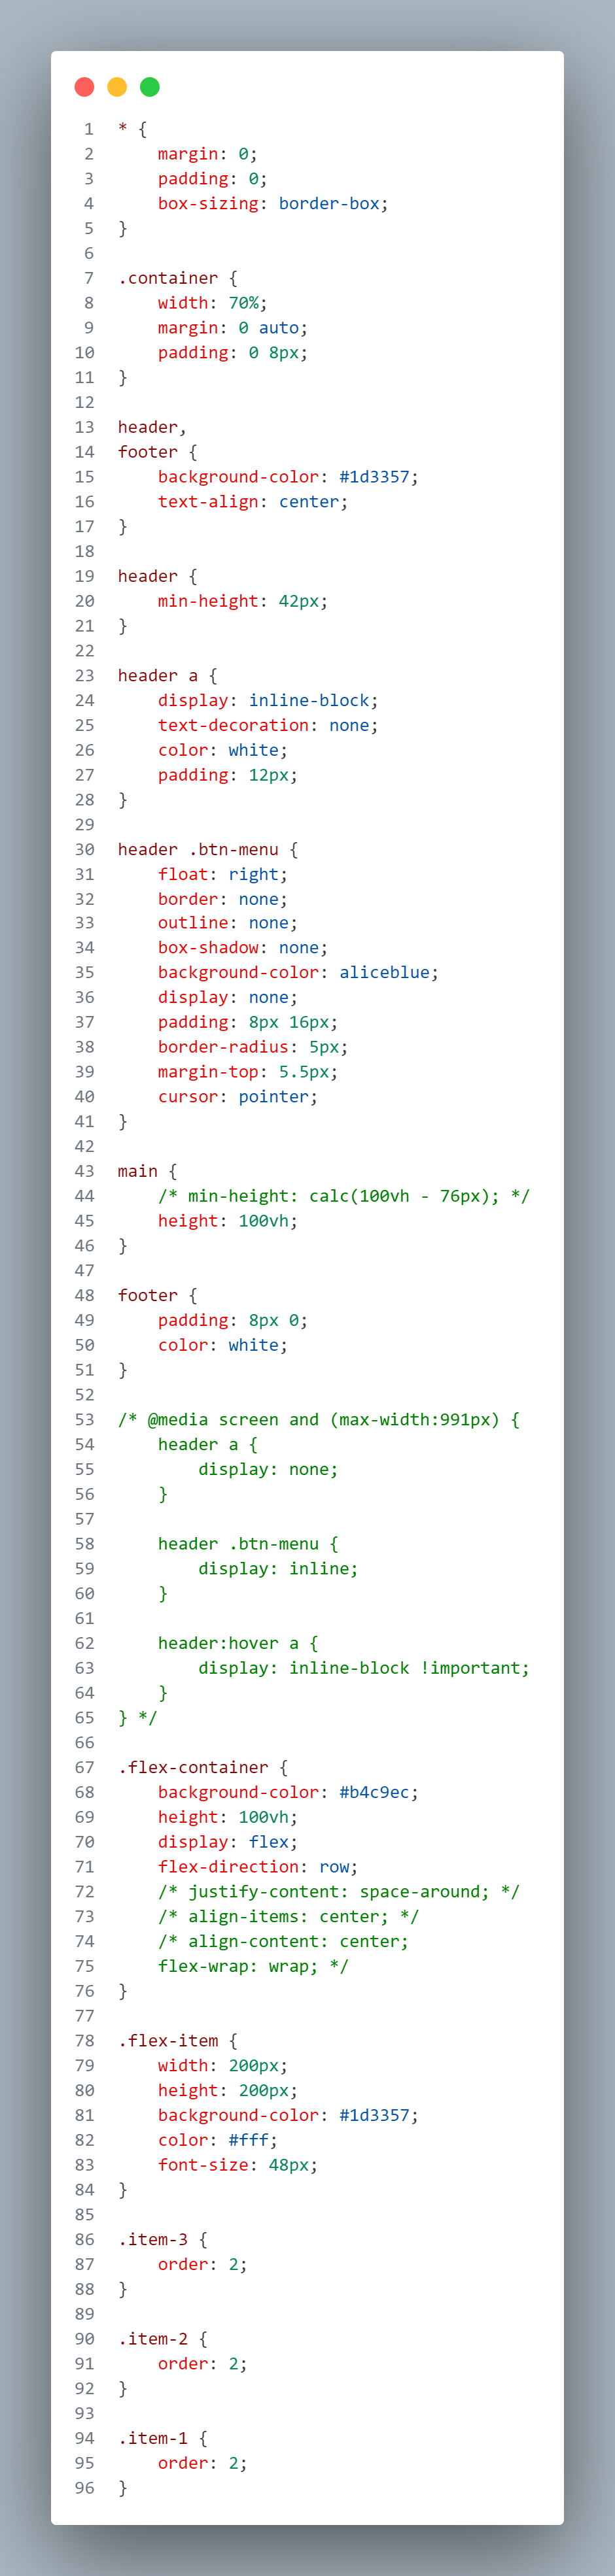 1 * {
2     margin: 0;
3     padding: 0;
4     box-sizing: border-box;
5 }
6
7 .container {
8     width: 70%;
9     margin: 0 auto;
10     padding: 0 8px;
11 }
12
13 header,
14 footer {
15     background-color: #1d3357;
16     text-align: center;
17 }
18
19 header {
20     min-height: 42px;
21 }
22
23 header a {
24     display: inline-block;
25     text-decoration: none;
26     color: white;
27     padding: 12px;
28 }
29
30 header .btn-menu {
31     float: right;
32     border: none;
33     outline: none;
34     box-shadow: none;
35     background-color: aliceblue;
36     display: none;
37     padding: 8px 16px;
38     border-radius: 5px;
39     margin-top: 5.5px;
40     cursor: pointer;
41 }
42
43 main {
44     /* min-height: calc(100vh - 76px); */
45     height: 100vh;
46 }
47
48 footer {
49     padding: 8px 0;
50     color: white;
51 }
52
53 /* @media screen and (max-width:991px) {
54     header a {
55         display: none;
56     }
57
58     header .btn-menu {
59         display: inline;
60     }
61
62     header:hover a {
63         display: inline-block !important;
64     }
65 } */
66
67 .flex-container {
68     background-color: #b4c9ec;
69     height: 100vh;
70     display: flex;
71     flex-direction: row;
72     /* justify-content: space-around; */
73     /* align-items: center; */
74     /* align-content: center;
75     flex-wrap: wrap; */
76 }
77
78 .flex-item {
79     width: 200px;
80     height: 200px;
81     background-color: #1d3357;
82     color: #fff;
83     font-size: 48px;
84 }
85
86 .item-3 {
87     order: 2;
88 }
89
90 .item-2 {
91     order: 2;
92 }
93
94 .item-1 {
95     order: 2;
96 }